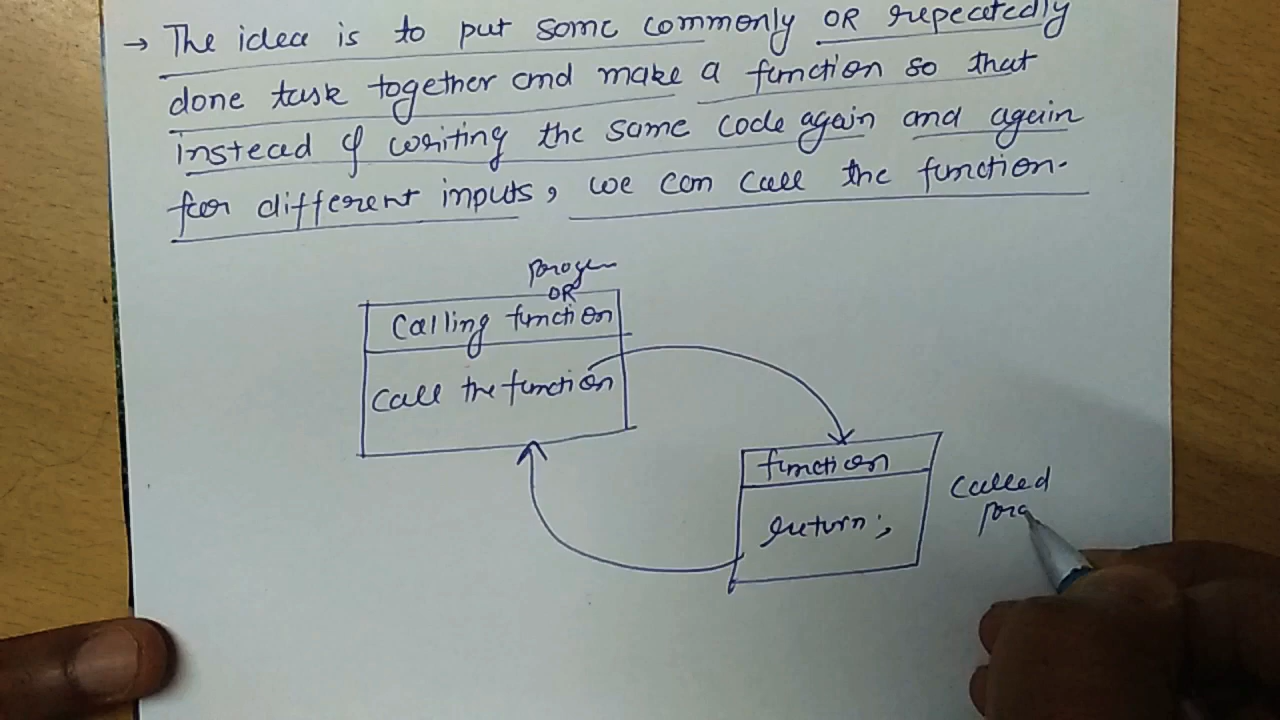 → The idea is to put some commonly OR repeatedly
done task together and make a function so that
instead of writing the same code again and again
for different inputs, we can call the function.
OR
Calling function
Call the function
function
return;
Called